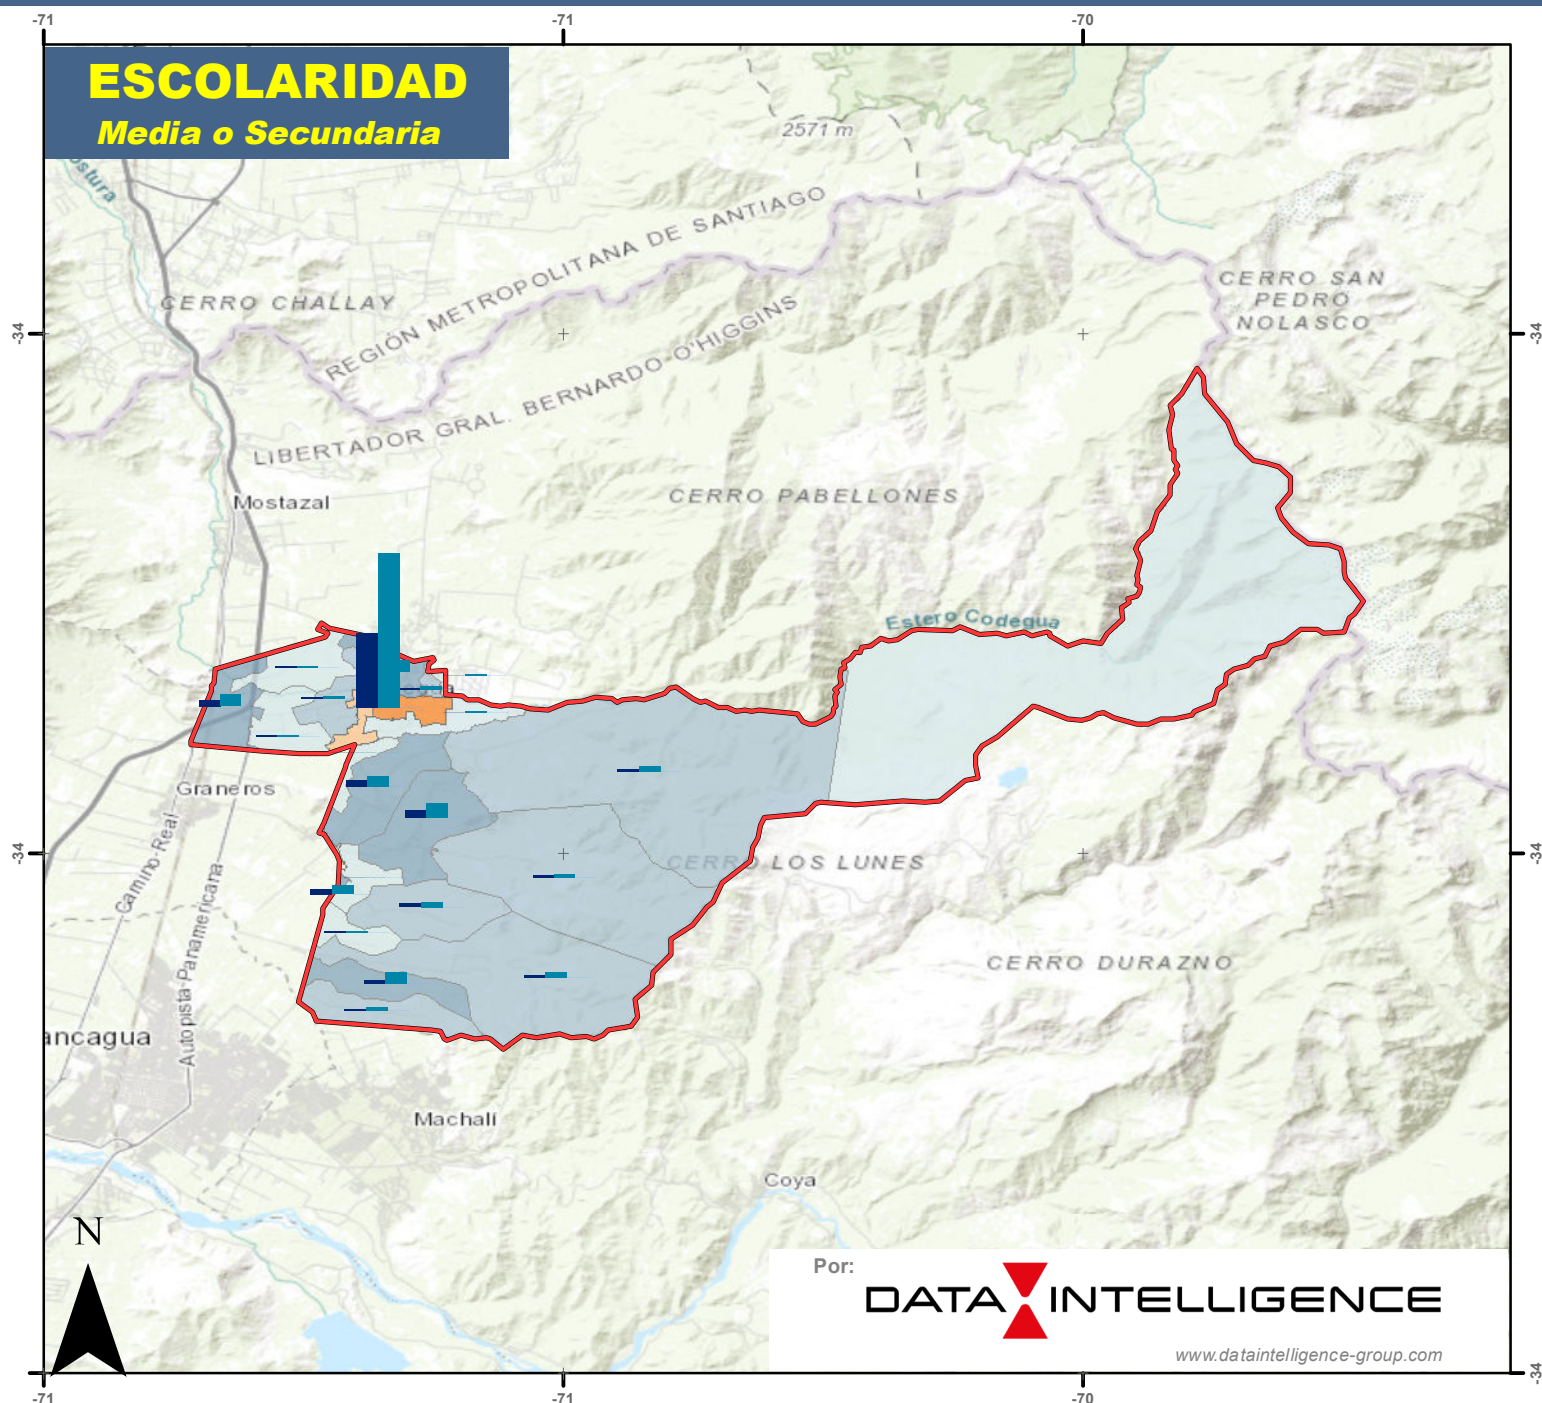 -71
-71
-70
ESCOLARIDAD
Media o Secundaria
2571 m
REGIÓN METROPOLITANA DE SANTIAGO
CERRO SAN
PEDRO
NOLASCO
CERRO CHALLAY
-34
-34
LIBERTADOR GRAL. BERNARDO O'HIGGINS
Mostazal
CERRO PABELLONES
Estero Codegua
Graneros
-34
-34
CERRO LOS LUNES
Camino Real
Autopista Panamericana
CERRO DURAZNO
ancagua
Machalí
Coya
N
Por:
DATA INTELLIGENCE
www.dataintelligence-group.com
-34
-71
-71
-70